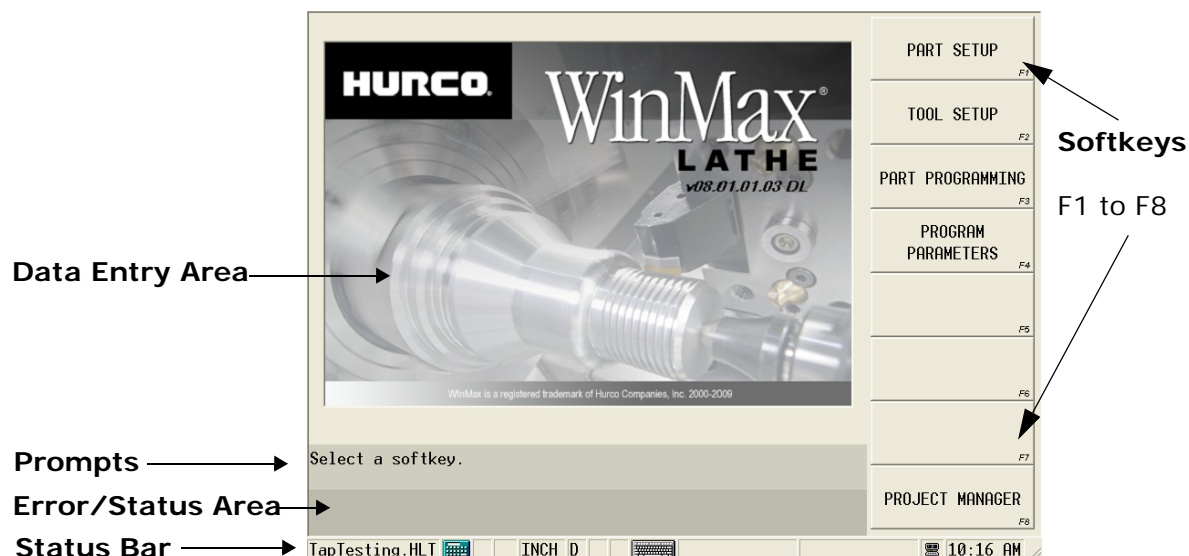 HURCO.
WinMax®
LATHE
v08.01.01.03 DL
WinMax is a registered trademark of Hurco Companies, Inc. 2000-2009
PART SETUP
F1
TOOL SETUP
F2
PART PROGRAMMING
F3
PROGRAM
PARAMETERS
F4
F5
F6
F7
PROJECT MANAGER
F8
Softkeys
F1 to F8
Data Entry Area
Prompts
Select a softkey.
Error/Status Area
Status Bar
TapTesting.HLT
INCH
D
10:16 AM